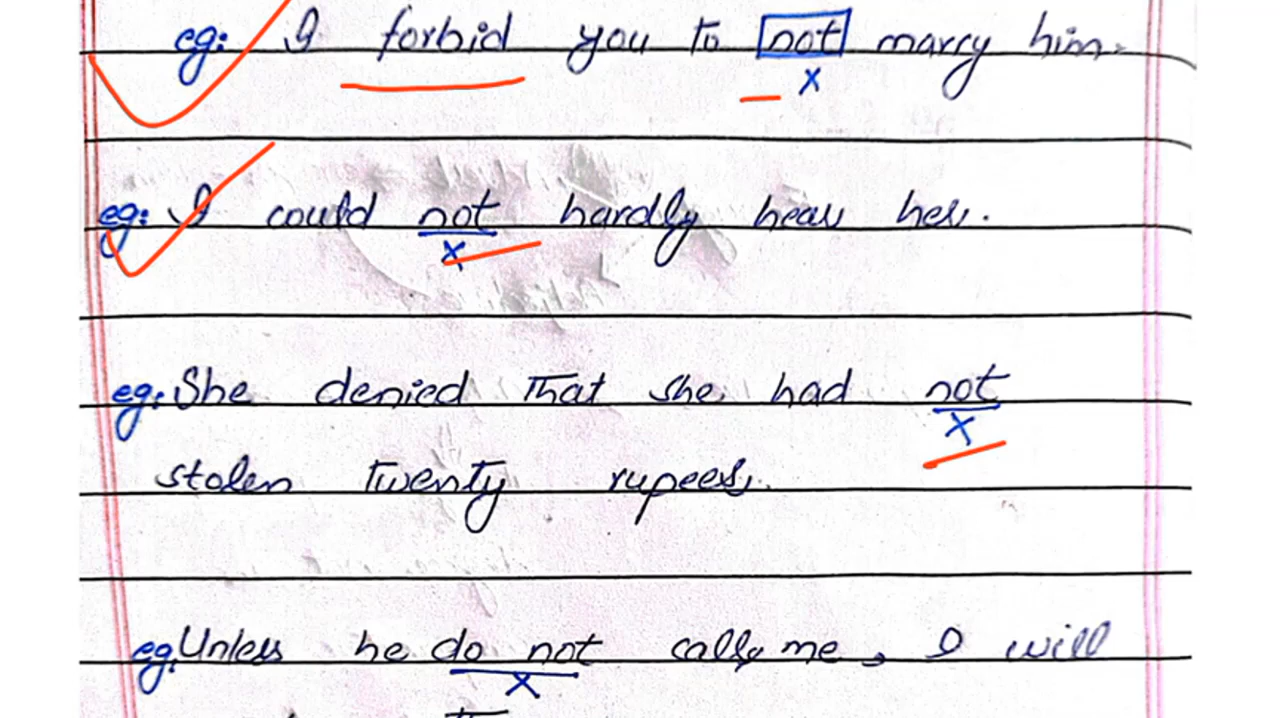 eg: I forbid you to not marry him.
x
eg: I could not hardly hear her.
x
eg: She denied that she had not
x
stolen twenty rupees.
eg. Unless he do not calls me, I will
x